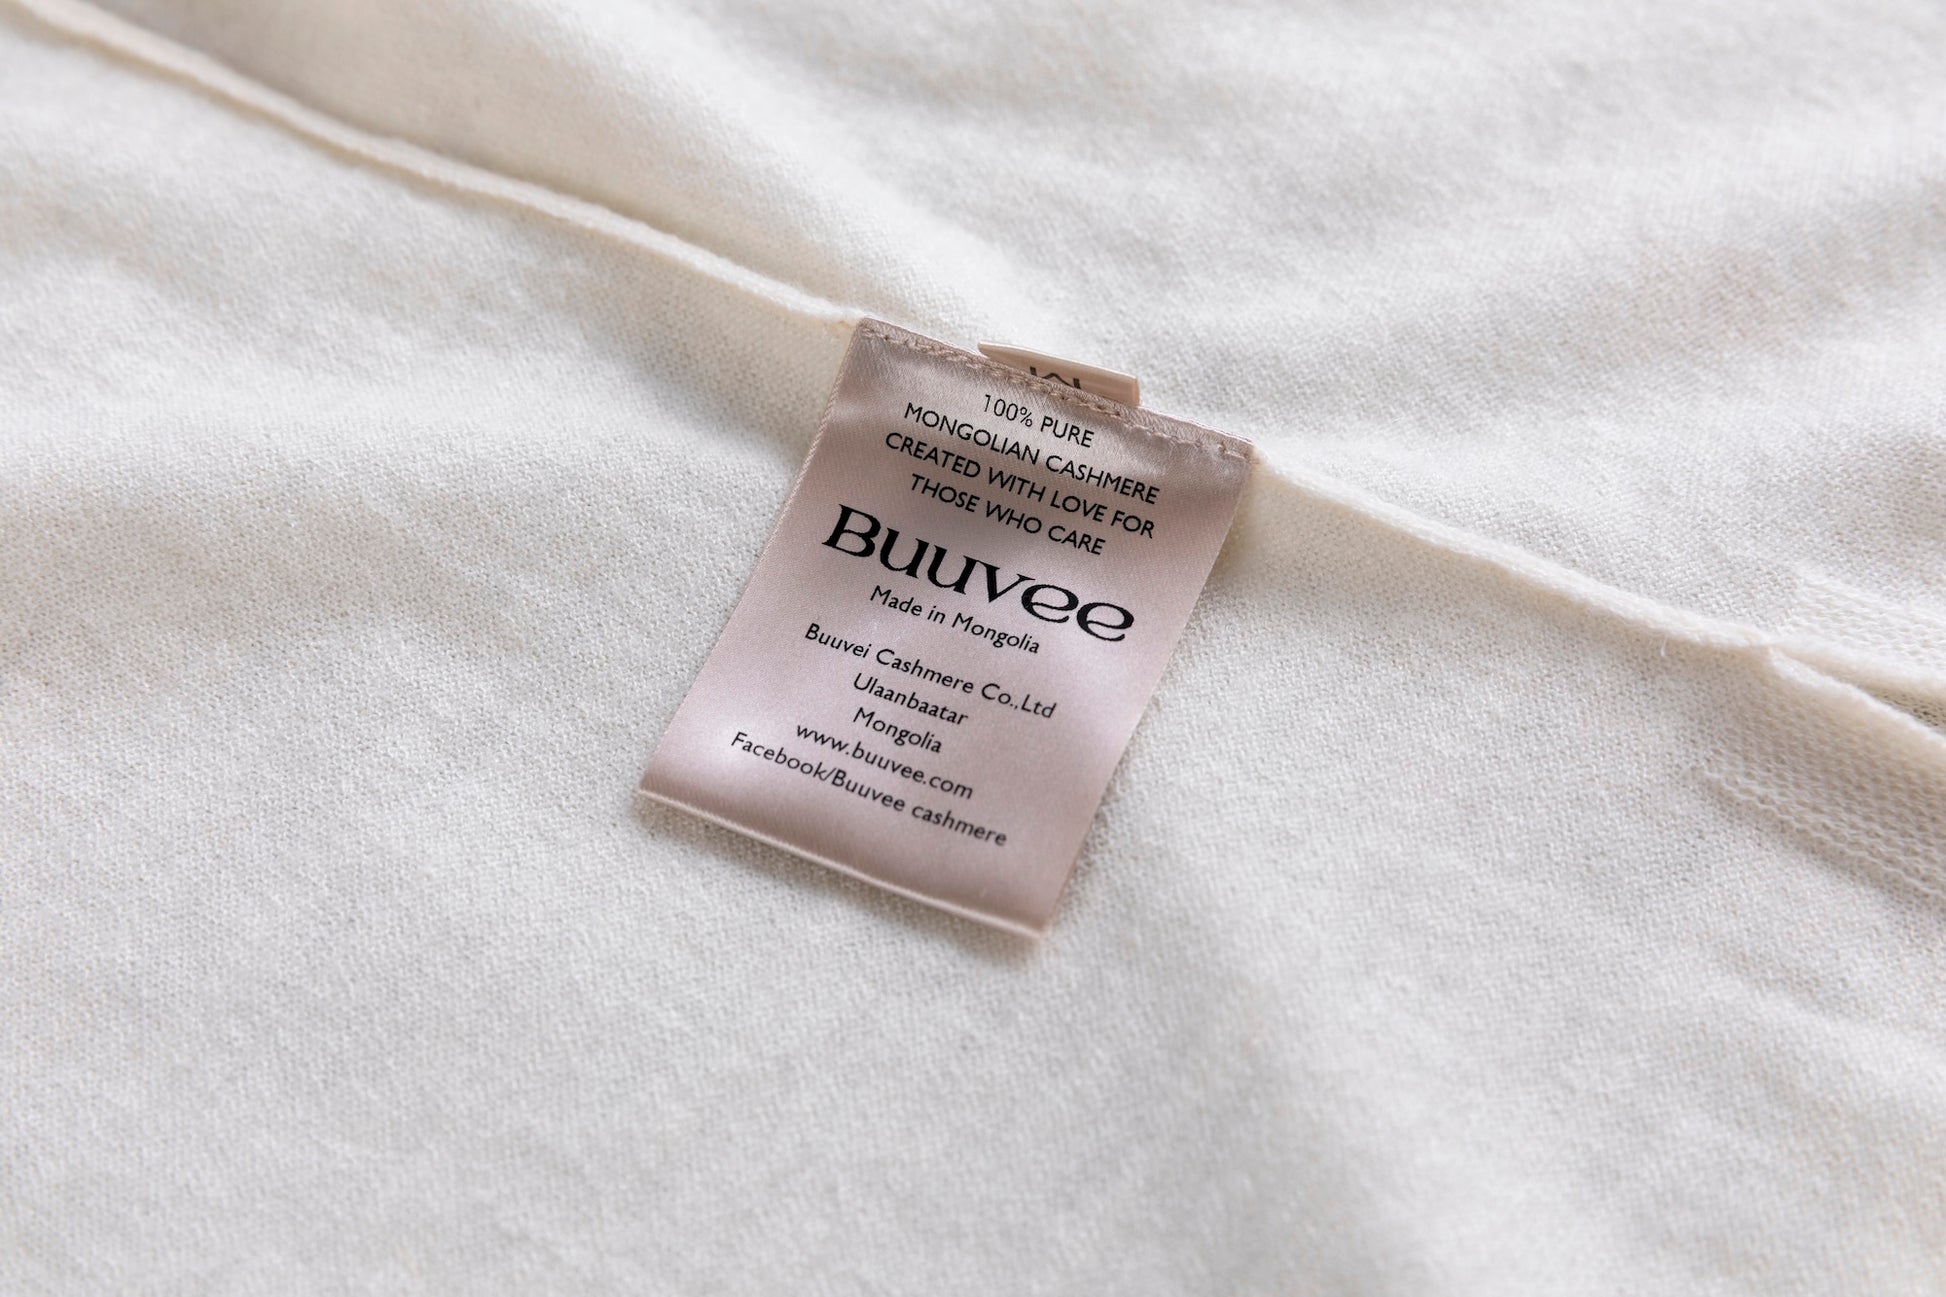 M
100% PURE
MONGOLIAN CASHMERE
CREATED WITH LOVE FOR
THOSE WHO CARE
Buuvee
Made in Mongolia
Buuvei Cashmere Co.,Ltd
Ulaanbaatar
Mongolia
www.buuvee.com
Facebook/Buuvee cashmere